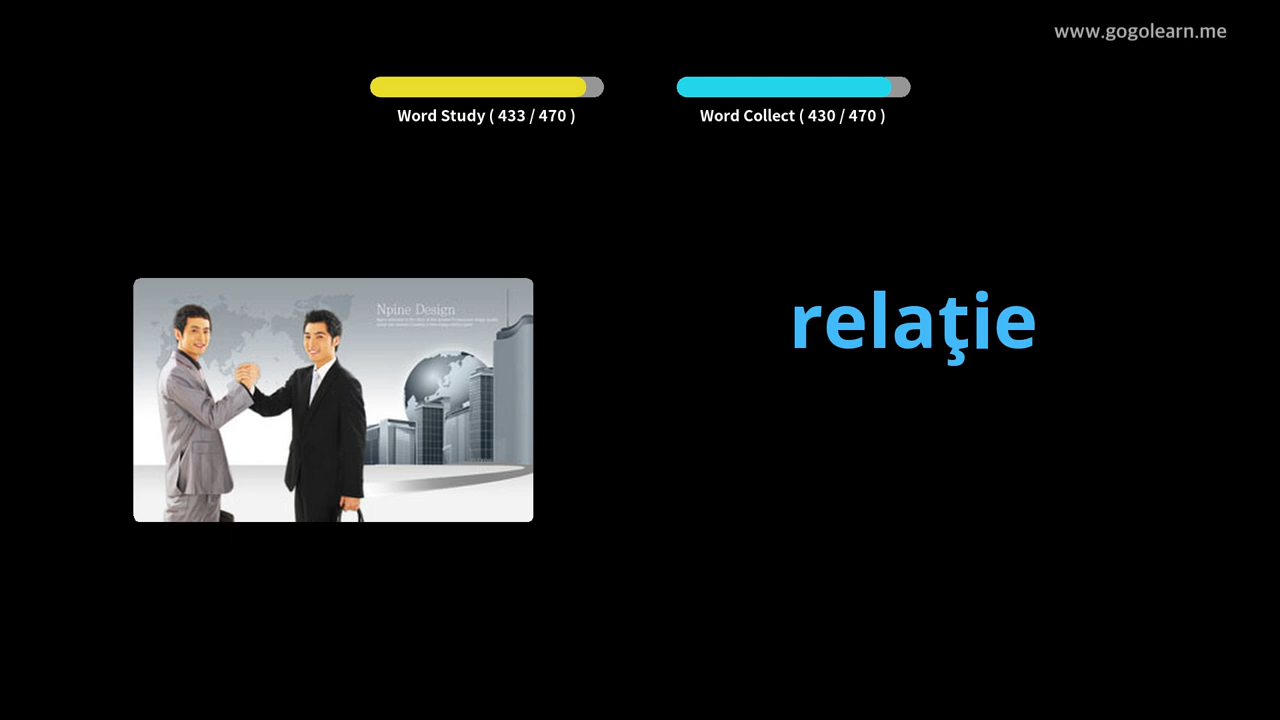 www.gogolearn.me
Word Study ( 433 / 470 )
Word Collect ( 430 / 470 )
Npine Design
relaţie